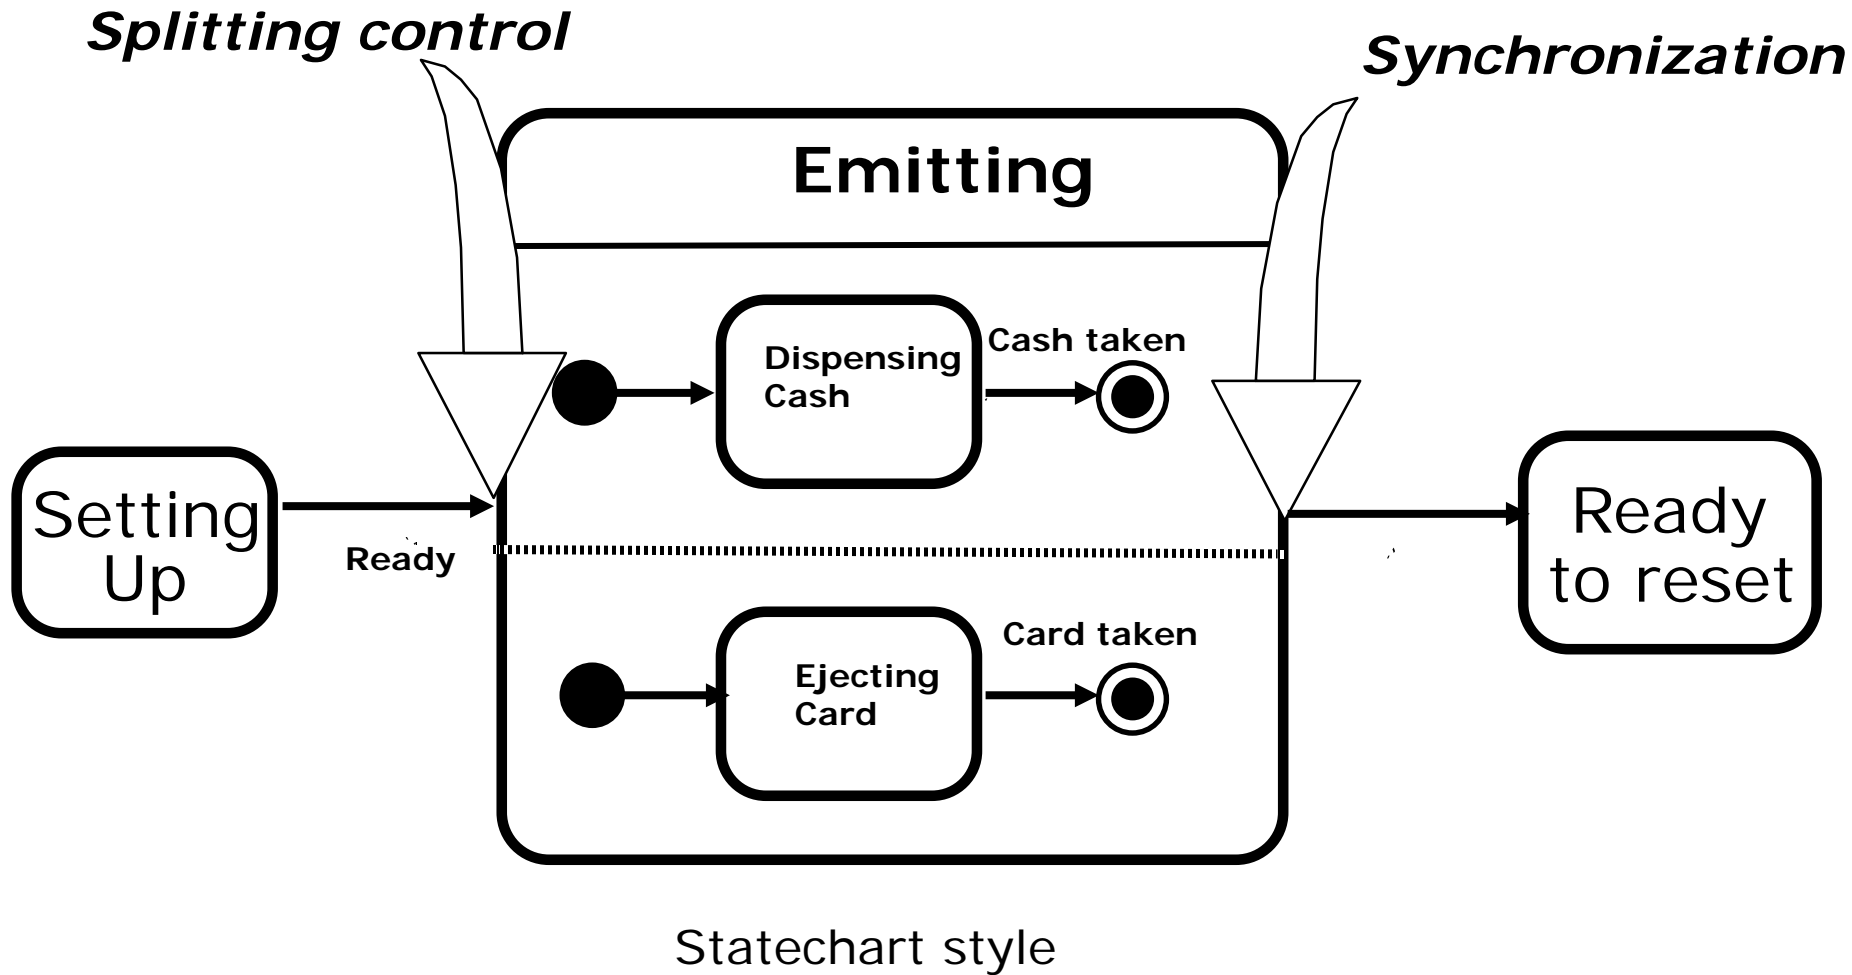 Splitting control
Synchronization
Emitting
Dispensing
Cash
Cash taken
Setting
Up
Ready
Ready
to reset
Ejecting
Card
Card taken
Statechart style